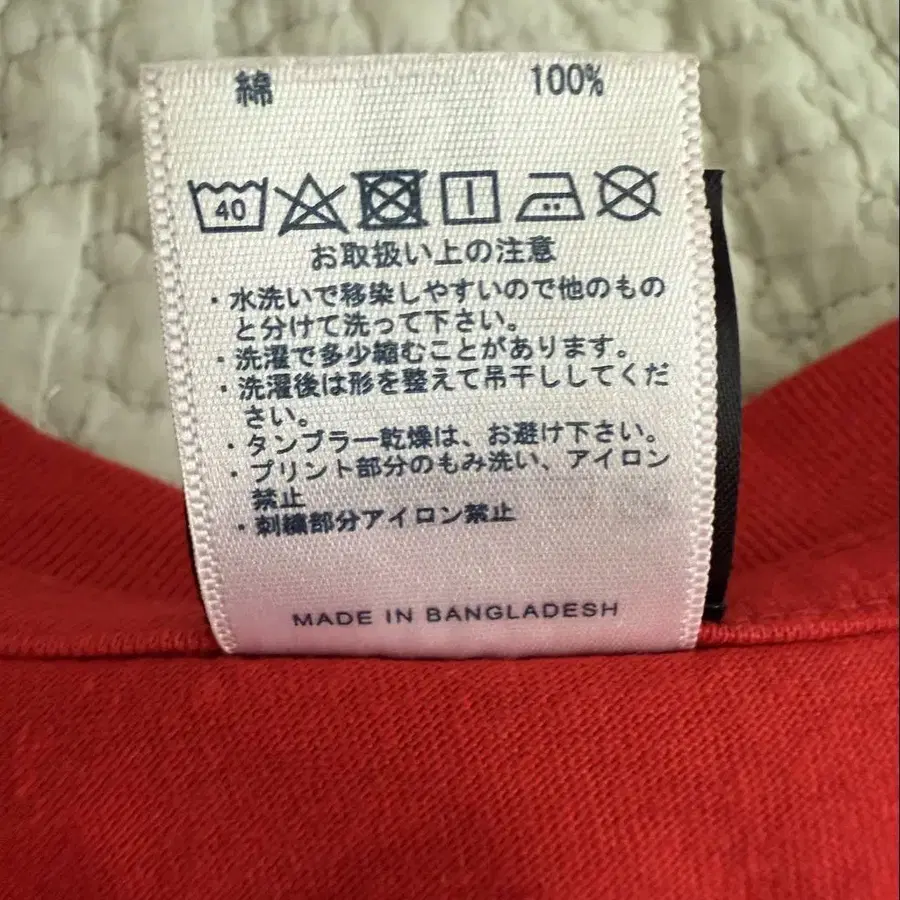 綿 100%
40
お取扱い上の注意
・水洗いで移染しやすいので他のもの
と分けて洗って下さい。
・洗濯で多少縮むことがあります。
・洗濯後は形を整えて吊干ししてくだ
さい。
・タンブラー乾燥は、お避け下さい。
・プリント部分のもみ洗い、アイロン
禁止
・刺繍部分アイロン禁止
MADE IN BANGLADESH